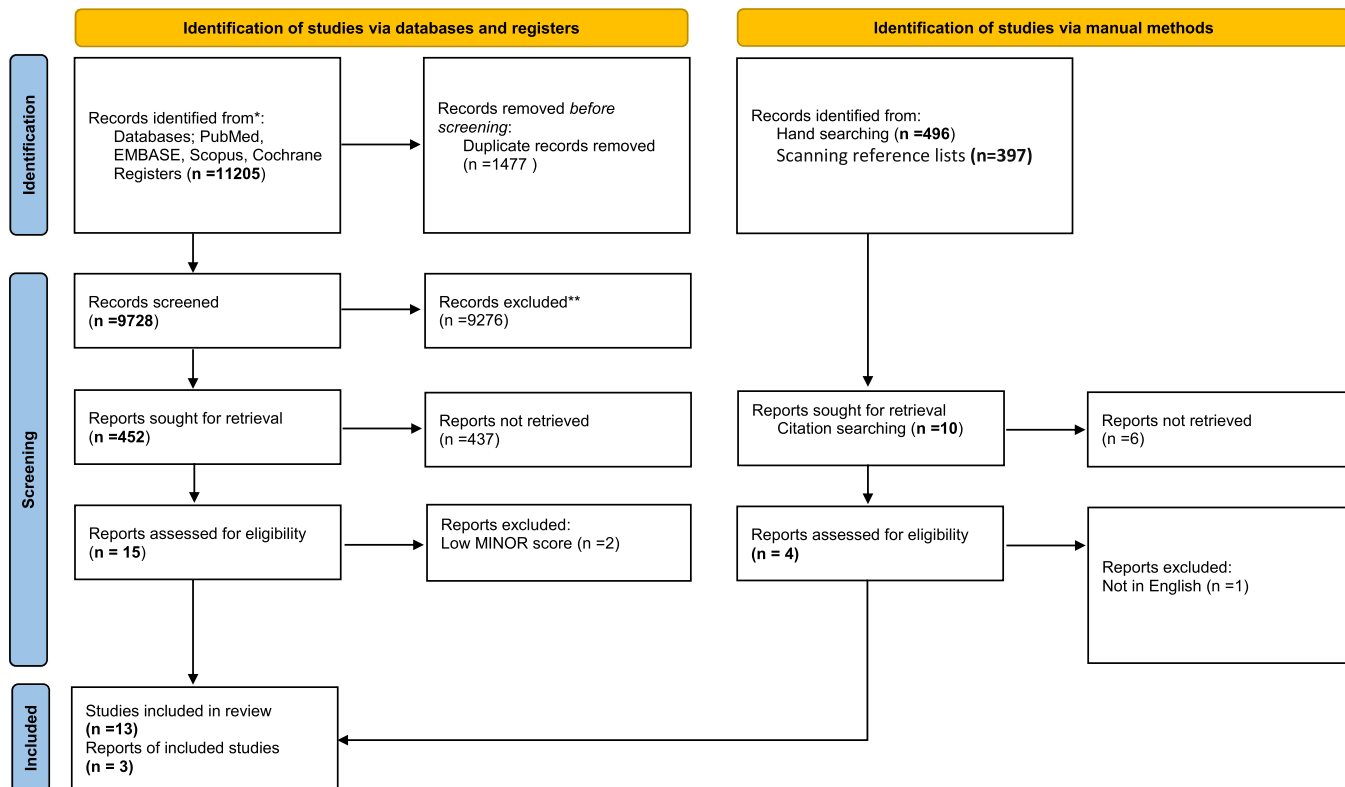 Identification of studies via databases and registers
Identification of studies via manual methods
Identification
Records identified from*:
Databases; PubMed,
EMBASE, Scopus, Cochrane
Registers (n =11205)
Records removed before
screening:
Duplicate records removed
(n =1477 )
Records identified from:
Hand searching (n =496)
Scanning reference lists (n=397)
Screening
Records screened
(n =9728)
Records excluded**
(n =9276)
Reports sought for retrieval
(n =452)
Reports not retrieved
(n =437)
Reports sought for retrieval
Citation searching (n =10)
Reports not retrieved
(n =6)
Reports assessed for eligibility
(n = 15)
Reports excluded:
Low MINOR score (n =2)
Reports assessed for eligibility
(n = 4)
Reports excluded:
Not in English (n =1)
Included
Studies included in review
(n =13)
Reports of included studies
(n = 3)